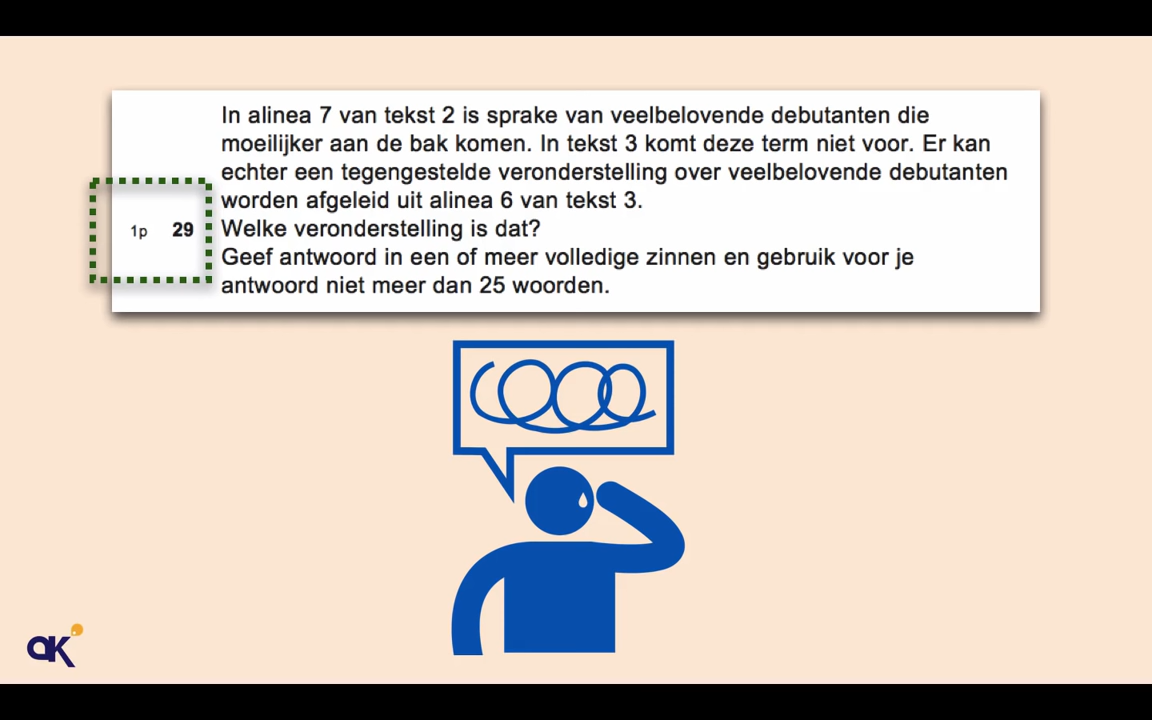 In alinea 7 van tekst 2 is sprake van veelbelovende debutanten die
moeilijker aan de bak komen. In tekst 3 komt deze term niet voor. Er kan
echter een tegengestelde veronderstelling over veelbelovende debutanten
worden afgeleid uit alinea 6 van tekst 3.
1p 29 Welke veronderstelling is dat?
Geef antwoord in een of meer volledige zinnen en gebruik voor je
antwoord niet meer dan 25 woorden.
ak